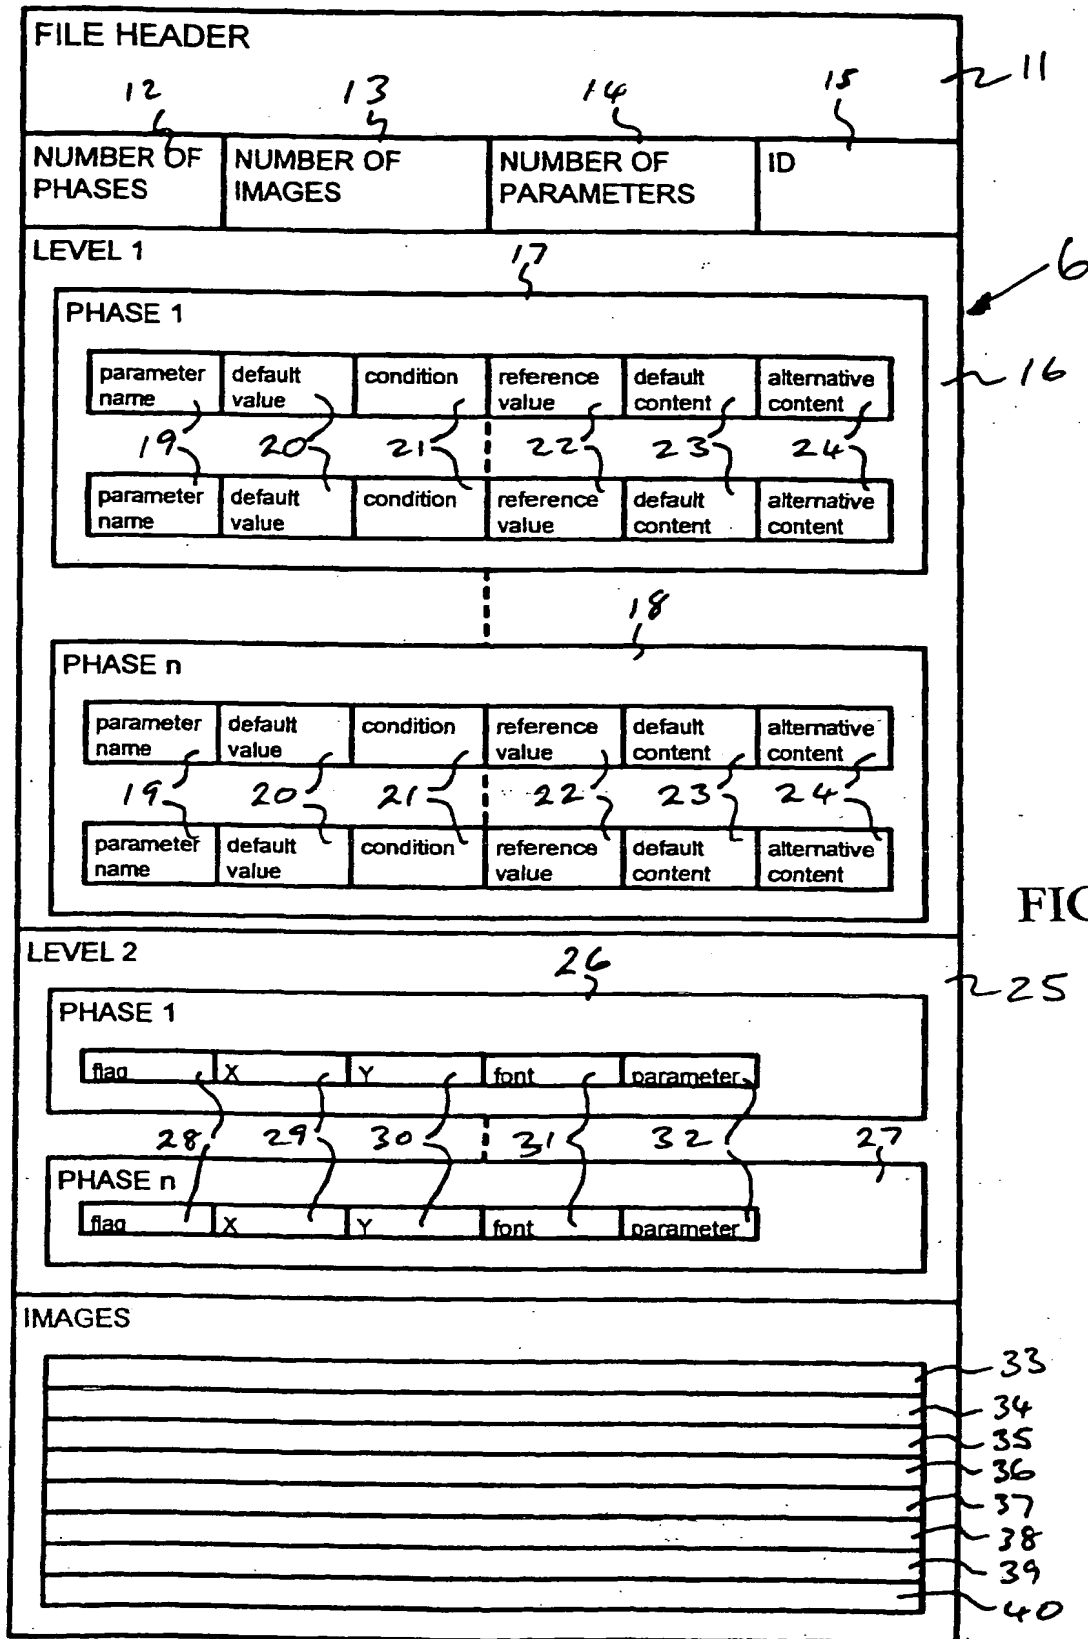 FILE HEADER
12 13 14 15 11
NUMBER OF PHASES NUMBER OF IMAGES NUMBER OF PARAMETERS ID
LEVEL 1
17
6
PHASE 1
16
parameter name default value condition reference value default content alternative content
19 20 21 22 23 24
parameter name default value condition reference value default content alternative content
18
PHASE n
parameter name default value condition reference value default content alternative content
19 20 21 22 23 24
parameter name default value condition reference value default content alternative content
FIG
LEVEL 2
26
25
PHASE 1
flag X Y font parameter
28 29 30 31 32 27
PHASE n
flag X Y font parameter
IMAGES
33
34
35
36
37
38
39
40